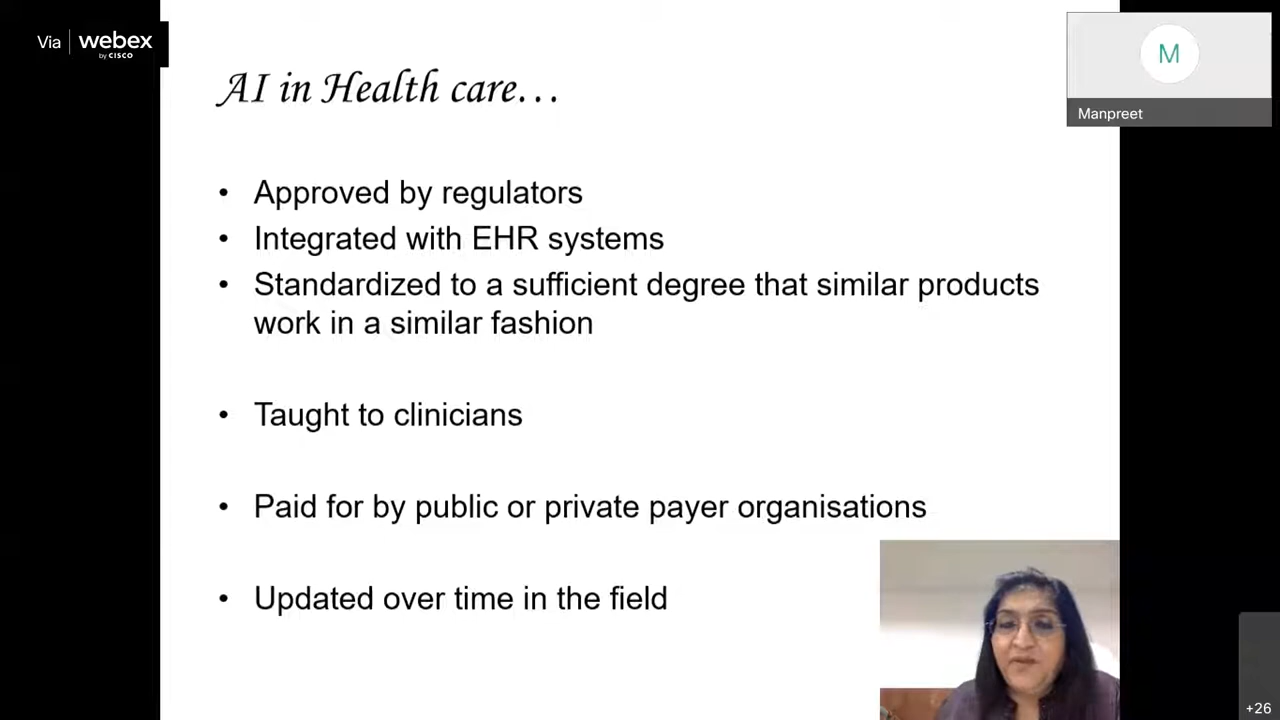 Via webex
by CISCO
AI in Health care...
M
Manpreet
• Approved by regulators
• Integrated with EHR systems
• Standardized to a sufficient degree that similar products
work in a similar fashion
• Taught to clinicians
• Paid for by public or private payer organisations
• Updated over time in the field
+26